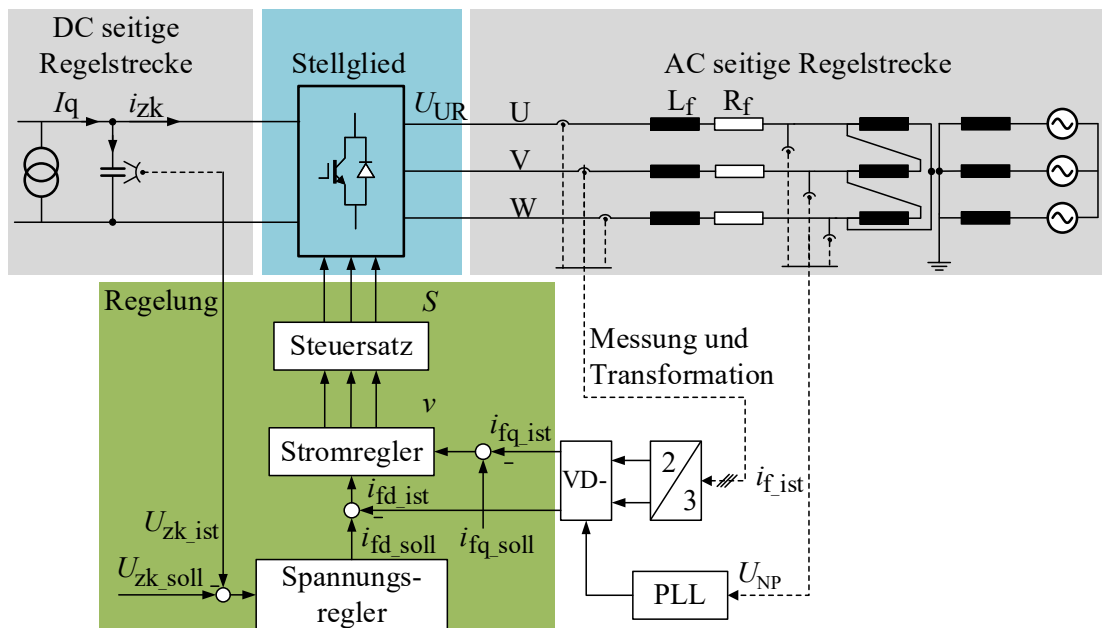 DC seitige
Regelstrecke
Stellglied
AC seitige Regelstrecke
Iq
izk
UUR
U
Lf
Rf
V
W
Regelung
S
Steuersatz
Messung und
Transformation
v
Stromregler
ifq_ist
-
VD-
2
3
if_ist
ifd_ist
-
Uzk_ist
ifd_soll
ifq_soll
Uzk_soll
-
Spannungs-
regler
PLL
UNP